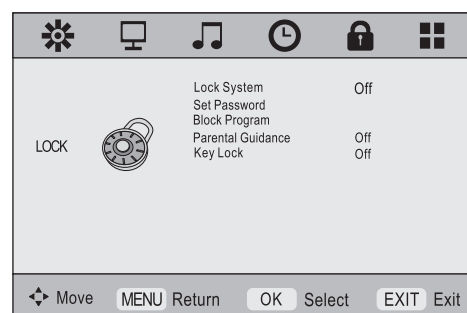 Lock System Off
Set Password
Block Program
LOCK
Parental Guidance Off
Key Lock Off
Move MENU Return OK Select EXIT Exit